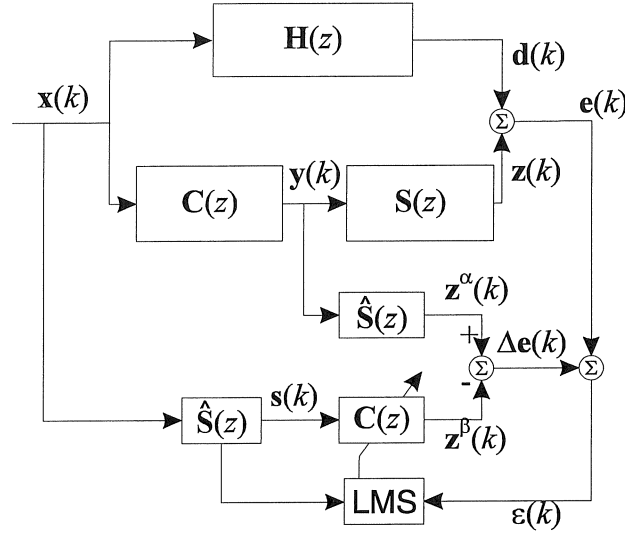 H(z)
d(k)
x(k)
e(k)
Σ
y(k)
z(k)
C(z)
S(z)
z^α(k)
Ŝ(z)
+
Δe(k)
Σ
Σ
-
s(k)
Ŝ(z)
C(z)
z^β(k)
LMS
ε(k)